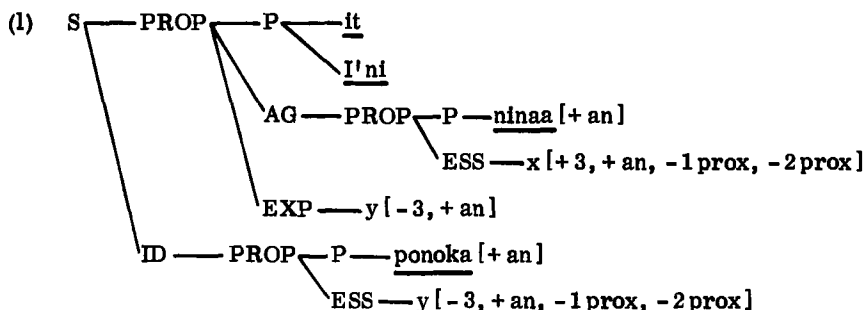 (l) S PROP P it
I'ni
AG PROP P ninaa [+ an]
ESS x [+3, +an, -1 prox, -2 prox]
EXP y [-3, + an]
ID PROP P ponoka [+ an]
ESS y [-3, +an, -1 prox, -2 prox]